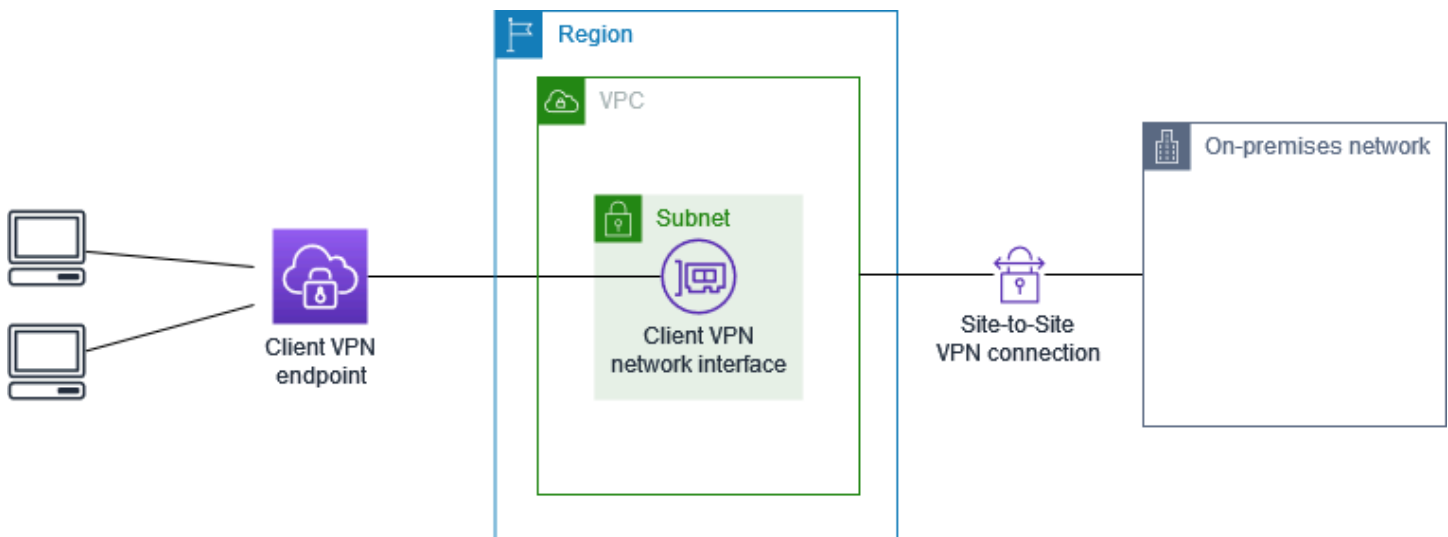 Region
VPC
On-premises network
Subnet
Client VPN
endpoint
Client VPN
network interface
Site-to-Site
VPN connection